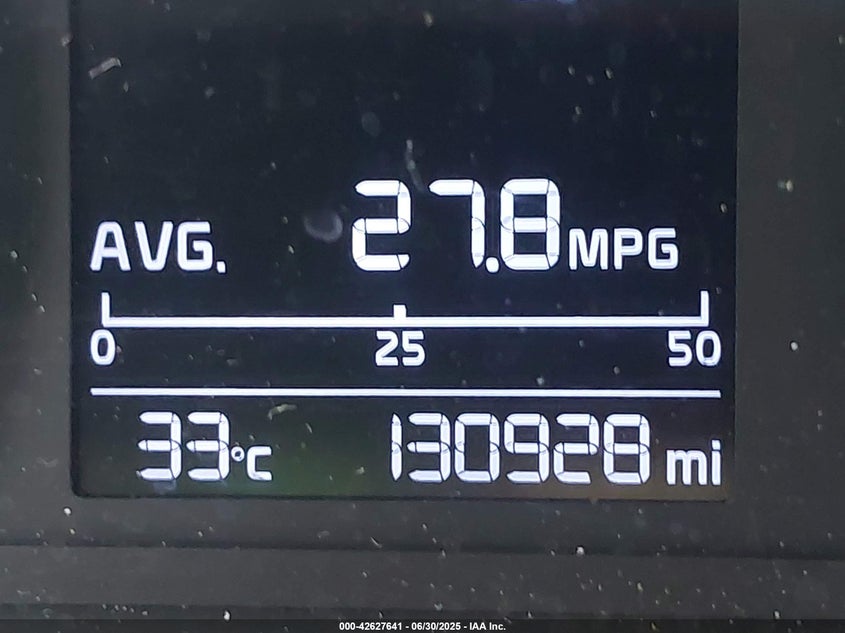 AVG. 27.8 MPG
0 25 50
33°C 130928 mi
000-42627641 - 06/30/2025 - IAA Inc.